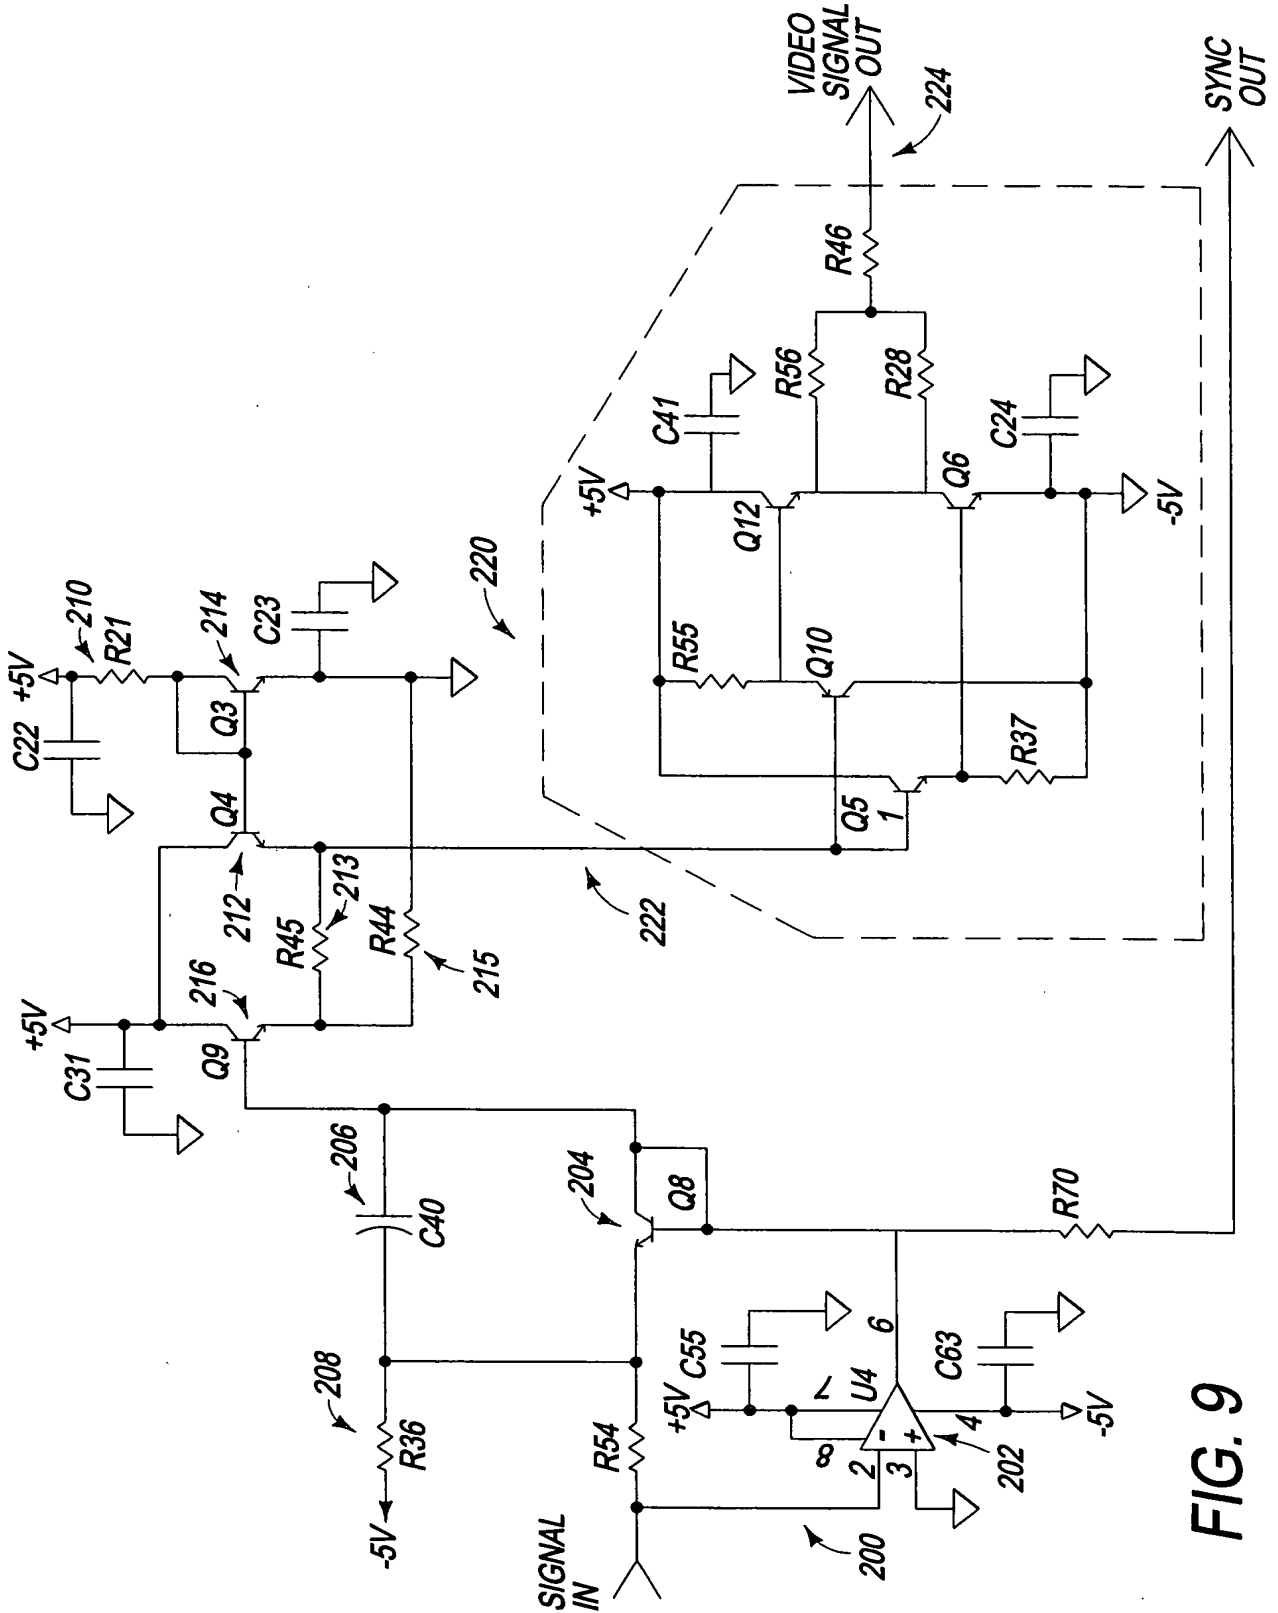 SIGNAL
IN
R54
200
2
3
8
-
+
7
U4
6
4
202
+5V
C55
C63
-5V
-5V
R36
208
C40
206
204
Q8
R70
SYNC
OUT
+5V
C31
Q9
216
R45
213
R44
215
212
Q4
222
C22
+5V
210
R21
Q3
214
C23
220
Q5
1
R37
Q10
R55
+5V
C41
Q12
Q6
C24
-5V
R56
R28
R46
224
VIDEO
SIGNAL
OUT
FIG. 9